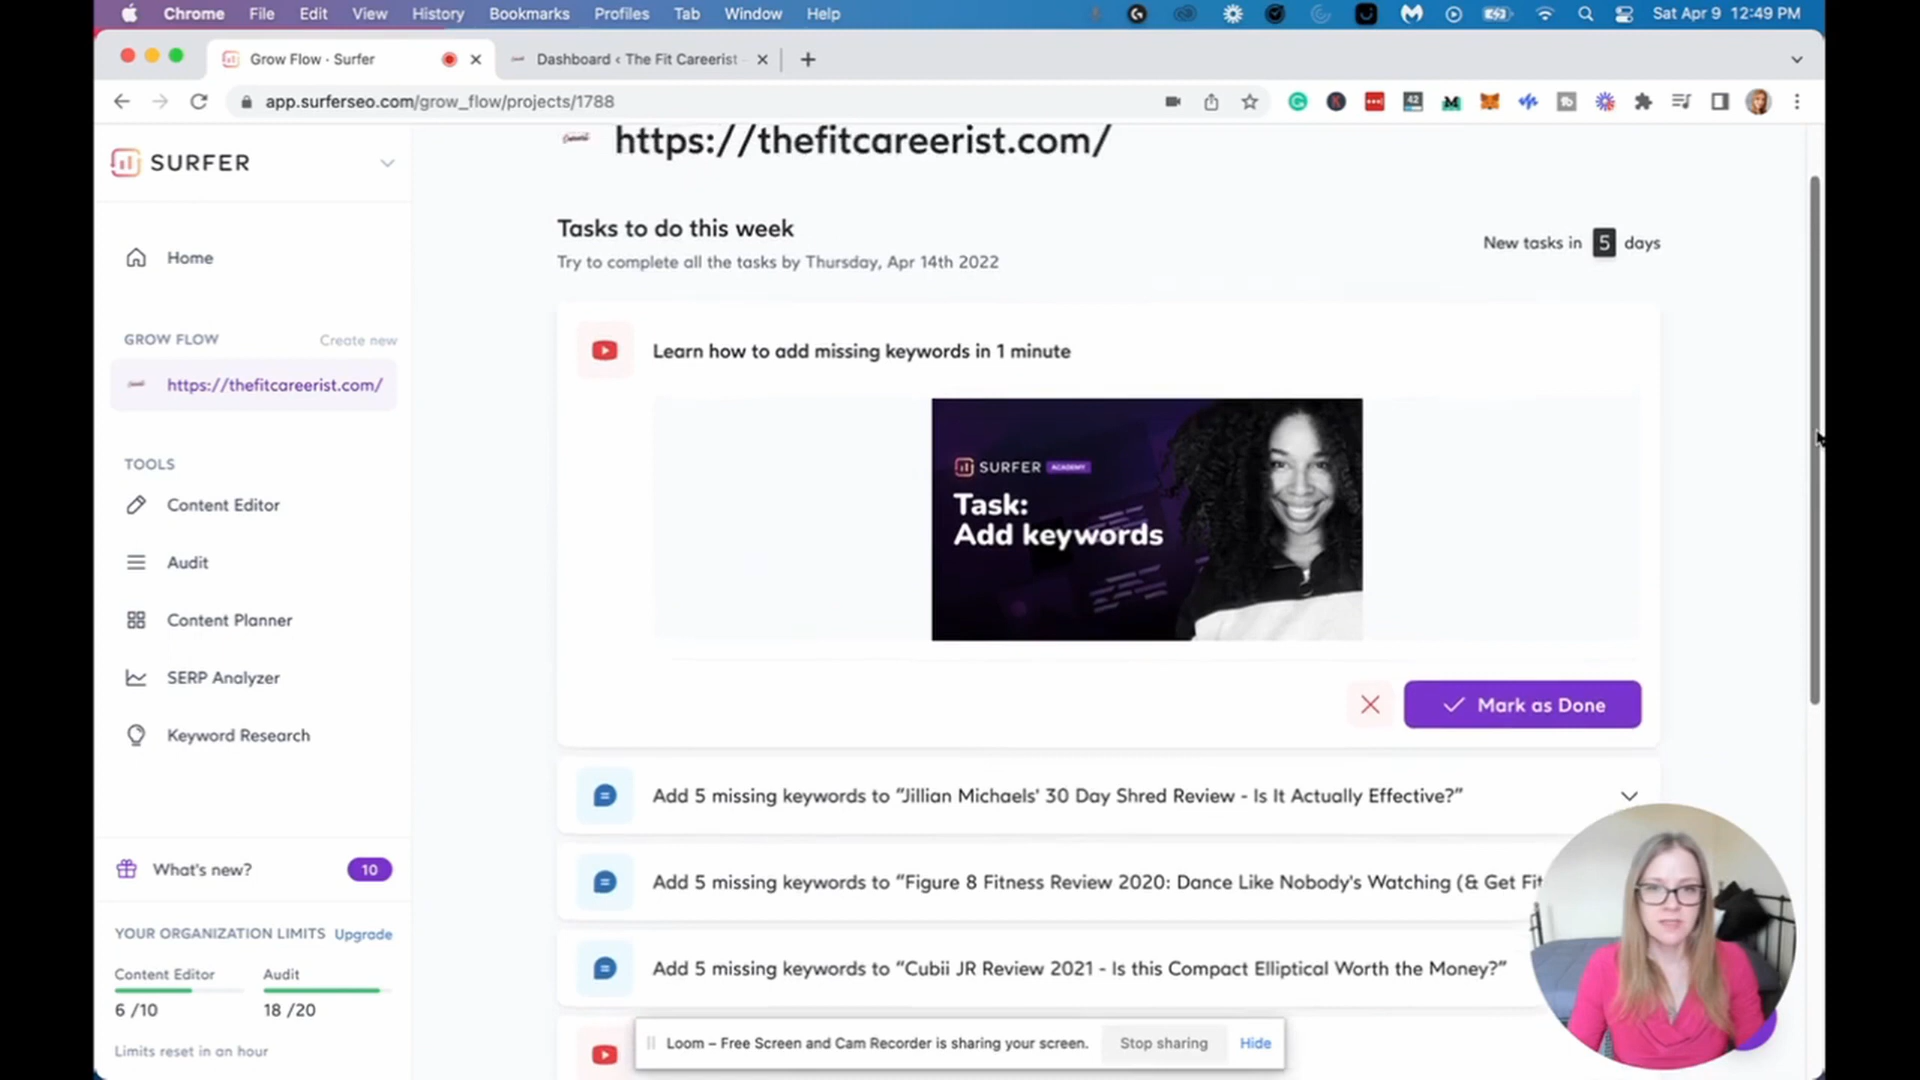 Chrome File Edit View History Bookmarks Profiles Tab Window Help
Sat Apr 9 12:49 PM
Grow Flow · Surfer
Dashboard ‹ The Fit Careerist
app.surferseo.com/grow_flow/projects/1788
42
SURFER
https://thefitcareerist.com/
Home
Tasks to do this week
New tasks in 5 days
Try to complete all the tasks by Thursday, Apr 14th 2022
GROW FLOW
Create new
https://thefitcareerist.com/
Learn how to add missing keywords in 1 minute
TOOLS
Content Editor
Audit
Content Planner
SERP Analyzer
Keyword Research
SURFER ACADEMY
Task:
Add keywords
Mark as Done
Add 5 missing keywords to “Jillian Michaels' 30 Day Shred Review - Is It Actually Effective?”
What's new?
10
Add 5 missing keywords to “Figure 8 Fitness Review 2020: Dance Like Nobody's Watching (& Get Fit
YOUR ORGANIZATION LIMITS
Upgrade
Content Editor
Audit
6 /10
18 /20
Limits reset in an hour
Add 5 missing keywords to “Cubii JR Review 2021 - Is this Compact Elliptical Worth the Money?”
Loom – Free Screen and Cam Recorder is sharing your screen.
Stop sharing
Hide